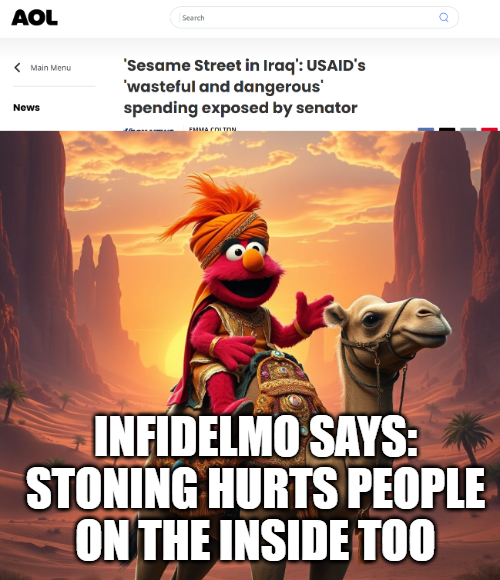 AOL
Search
Main Menu
News
'Sesame Street in Iraq': USAID's
'wasteful and dangerous'
spending exposed by senator
EMMA COLTON
INFIDELMO SAYS:
STONING HURTS PEOPLE
ON THE INSIDE TOO